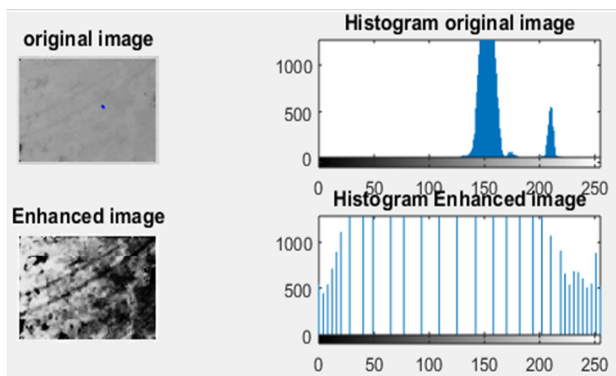 original image
Histogram original image
1000
500
0
0 50 100 150 200 250
Enhanced image
Histogram Enhanced image
1000
500
0
0 50 100 150 200 250